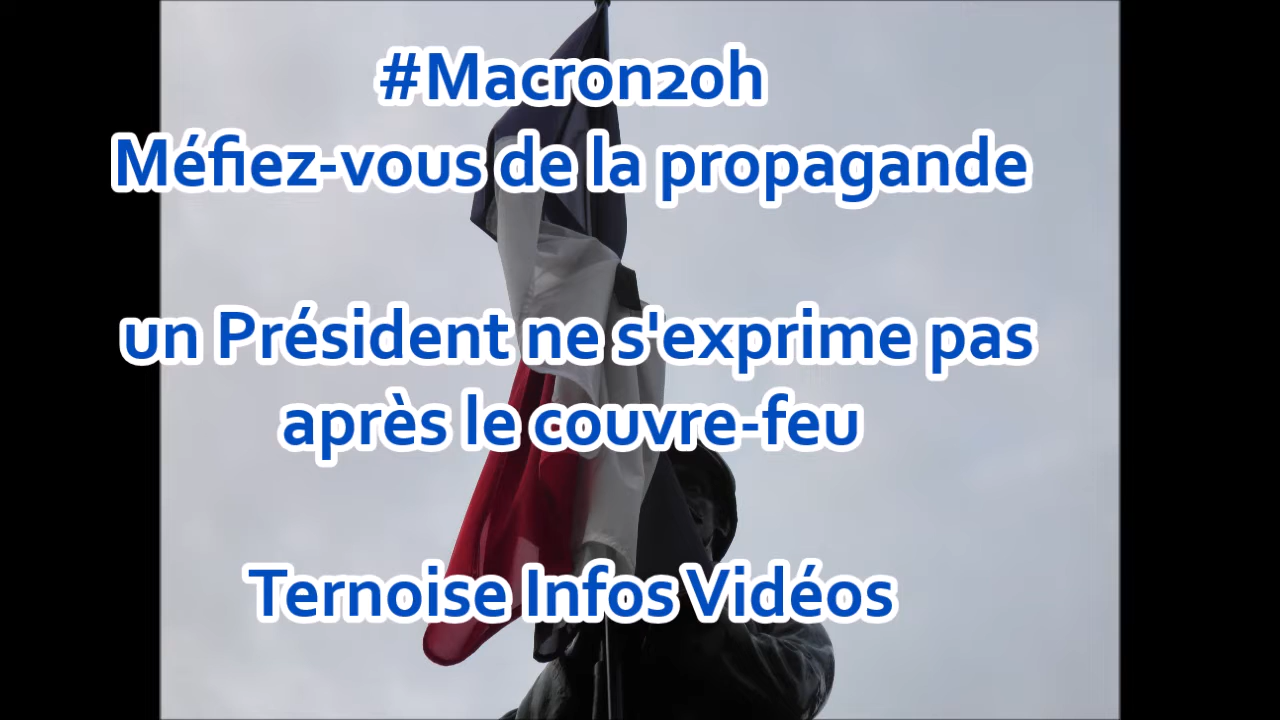 #Macron20h
Méfiez-vous de la propagande
un Président ne s'exprime pas
après le couvre-feu
Ternoise Infos Vidéos